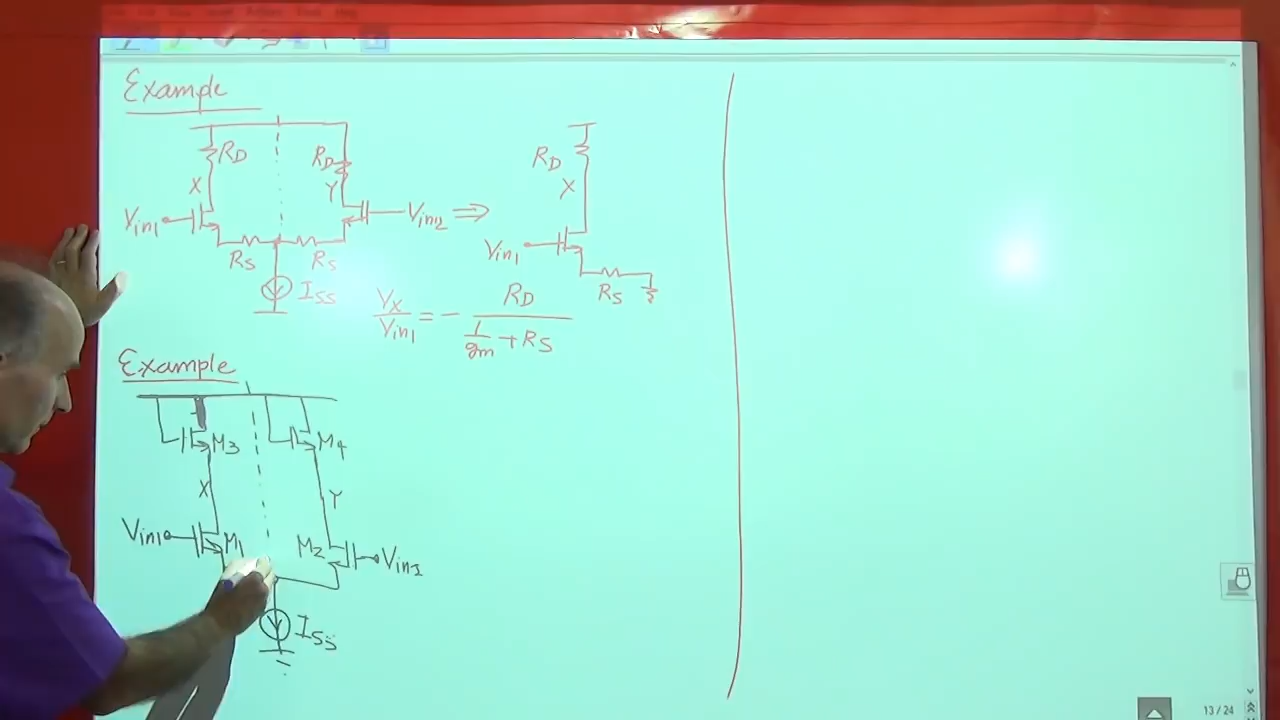 Example
RD
RD
RD
X
Y
X
Vin1
Vin2
⇒
Vin1
RS
RS
RS
ISS
VX/Vin1 = - RD/(1/gm + RS)
Example
M3
M4
X
Y
Vin1
M1
M2
Vin2
ISS
13 / 24